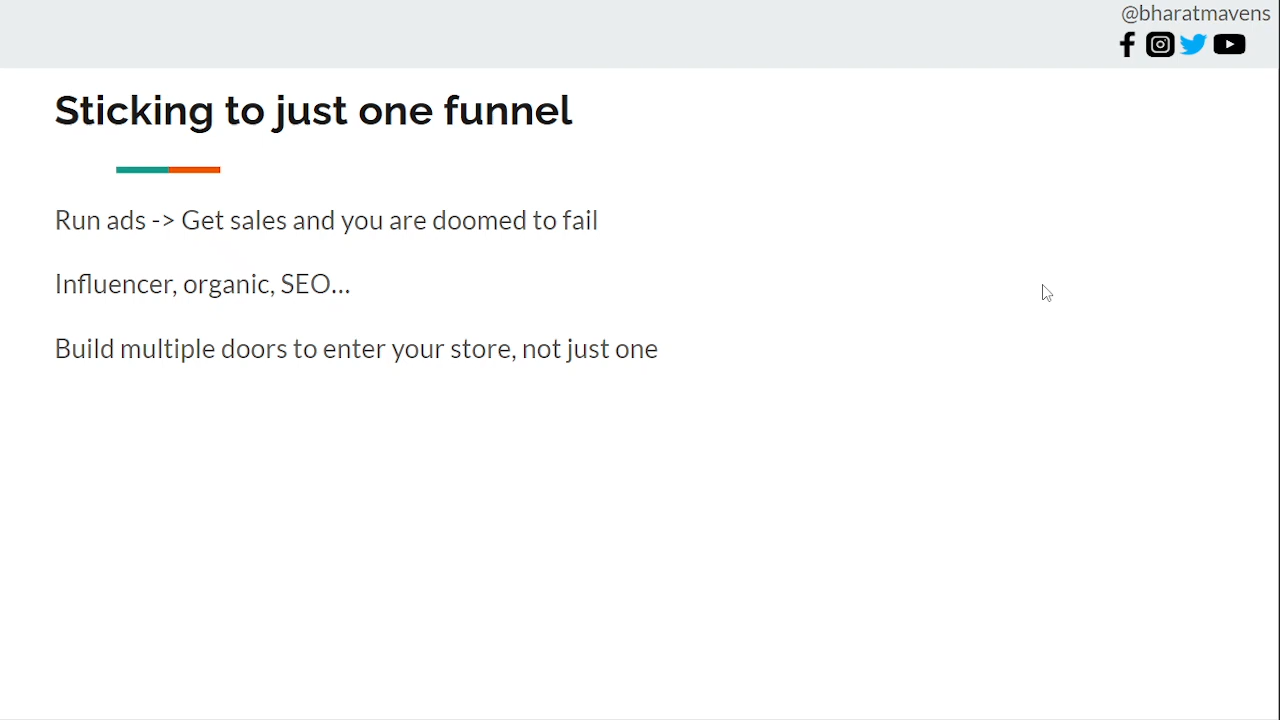 @bharatmavens
Sticking to just one funnel
Run ads -> Get sales and you are doomed to fail
Influencer, organic, SEO...
Build multiple doors to enter your store, not just one